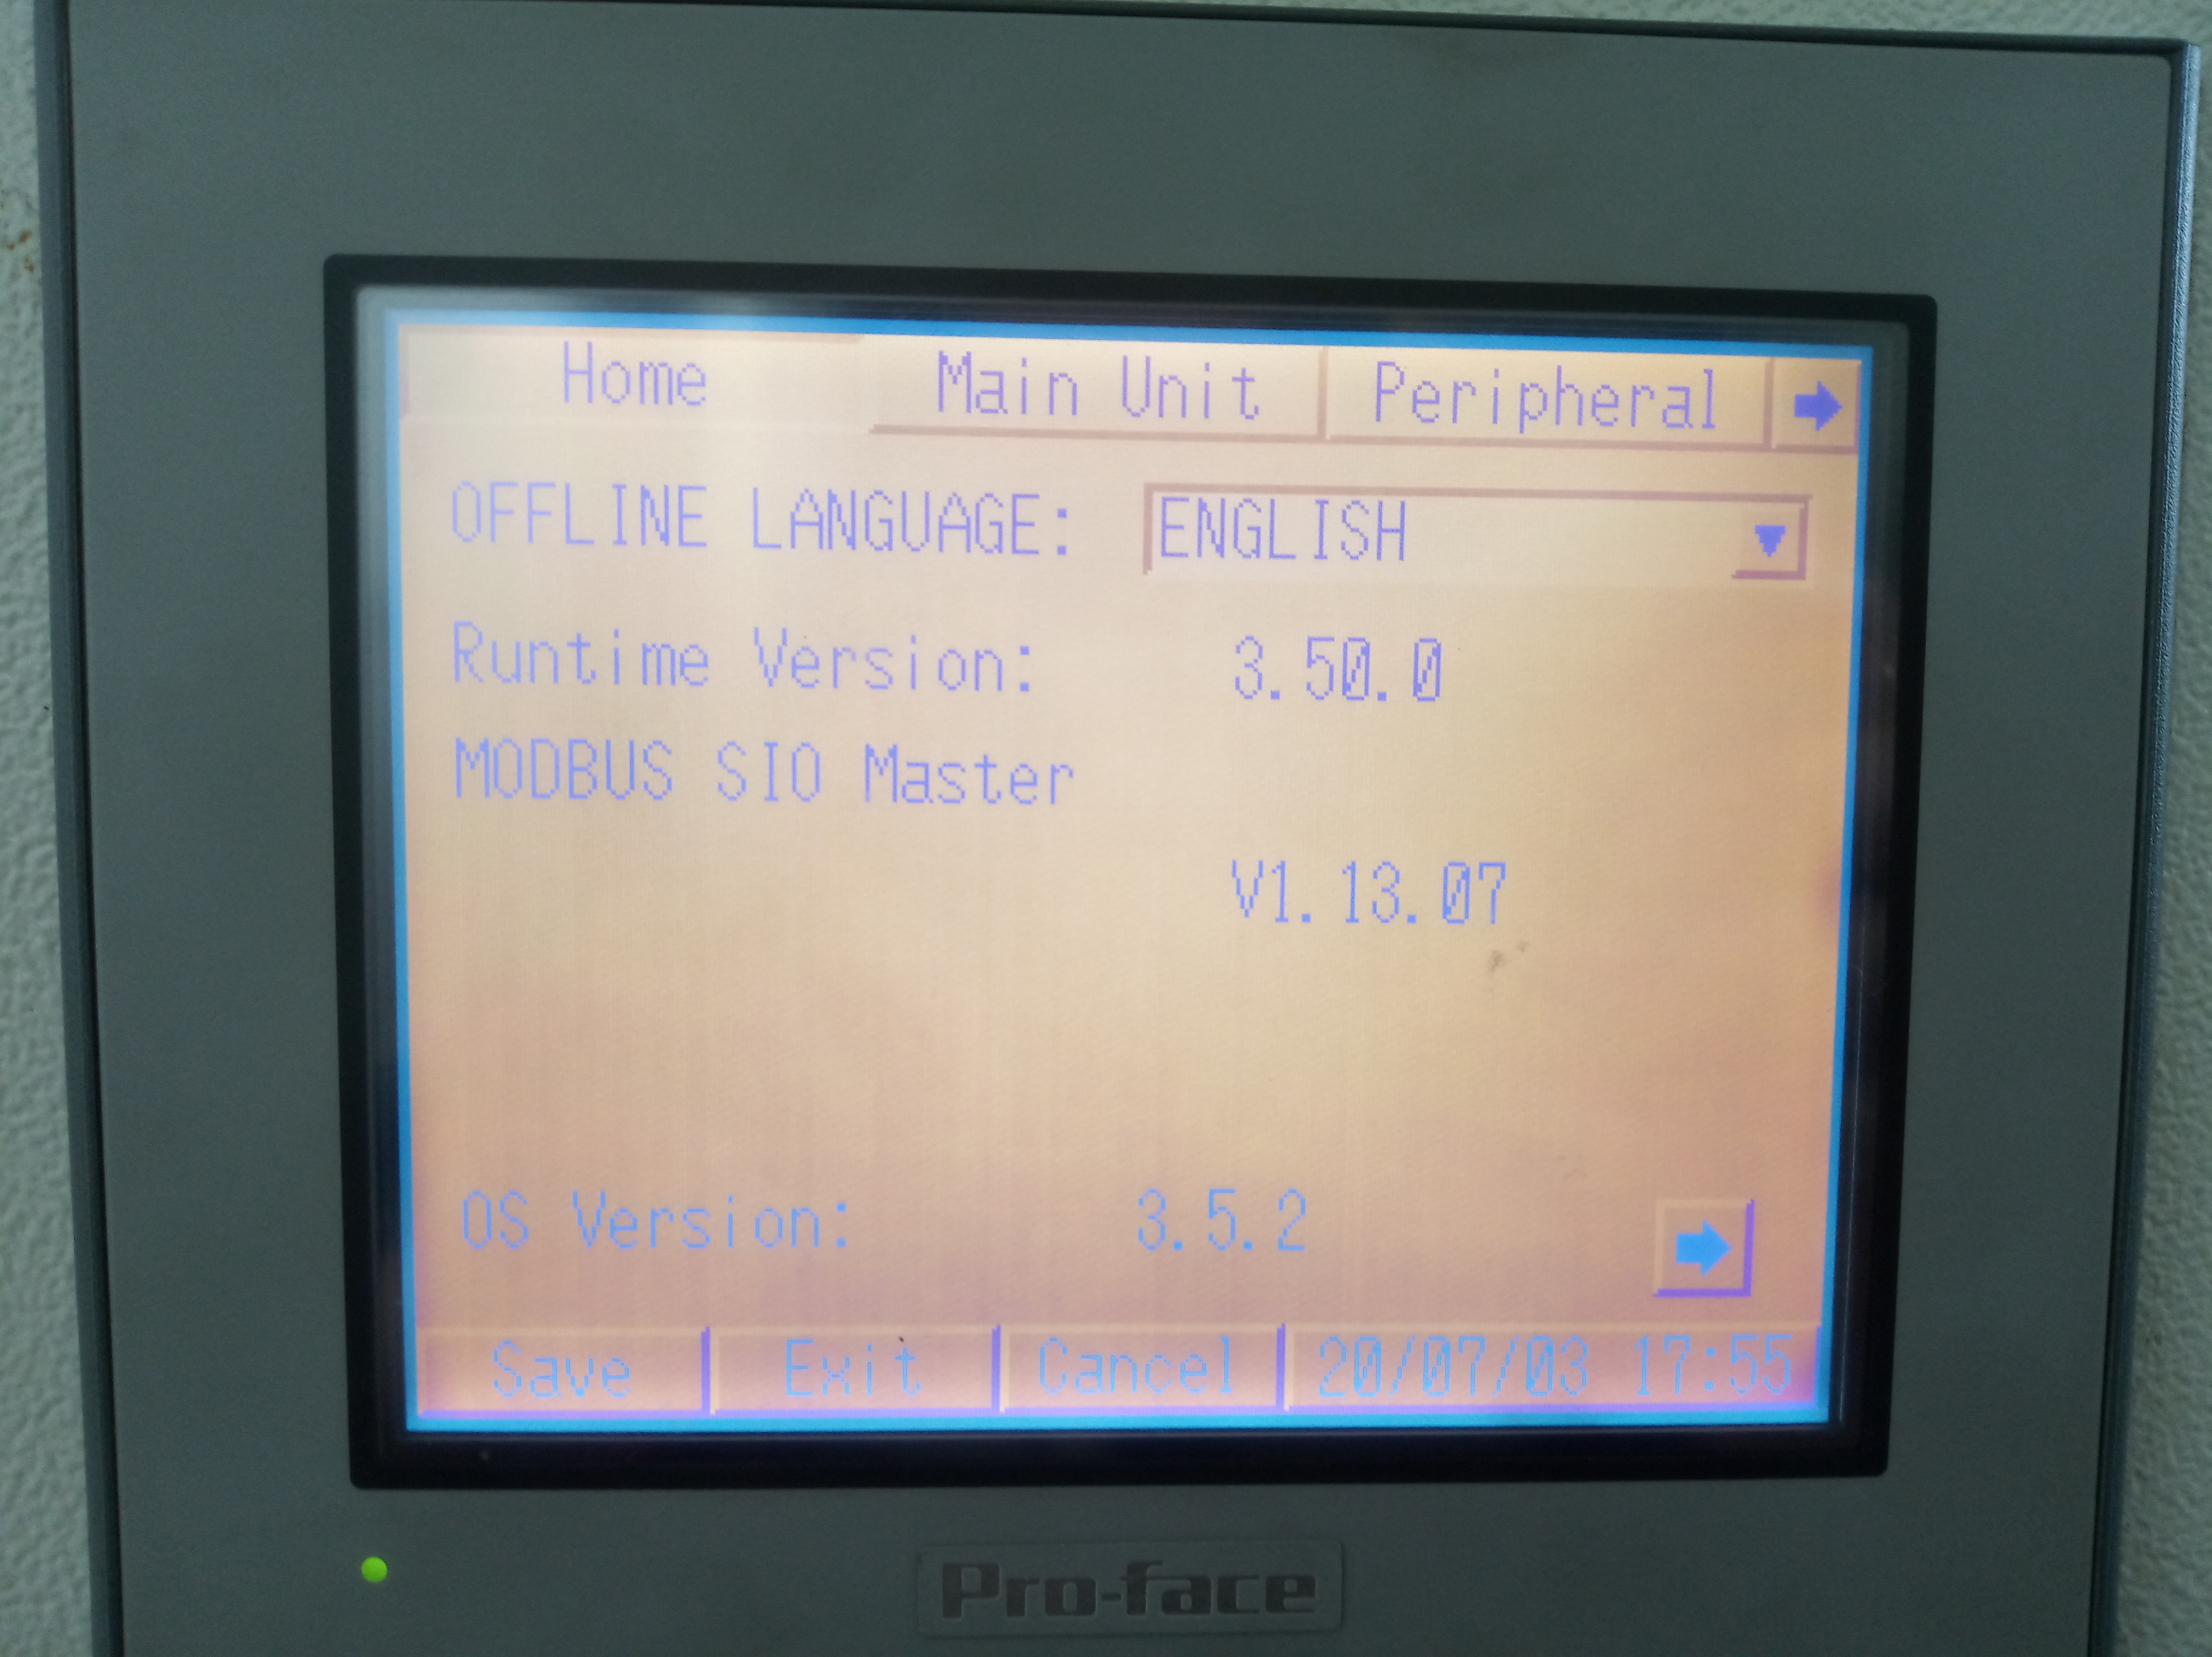 Home Main Unit Peripheral
OFFLINE LANGUAGE: ENGLISH
Runtime Version: 3.50.0
MODBUS SIO Master
V1.13.07
OS Version: 3.5.2
Save Exit Cancel 20/07/03 17:55
Pro-face